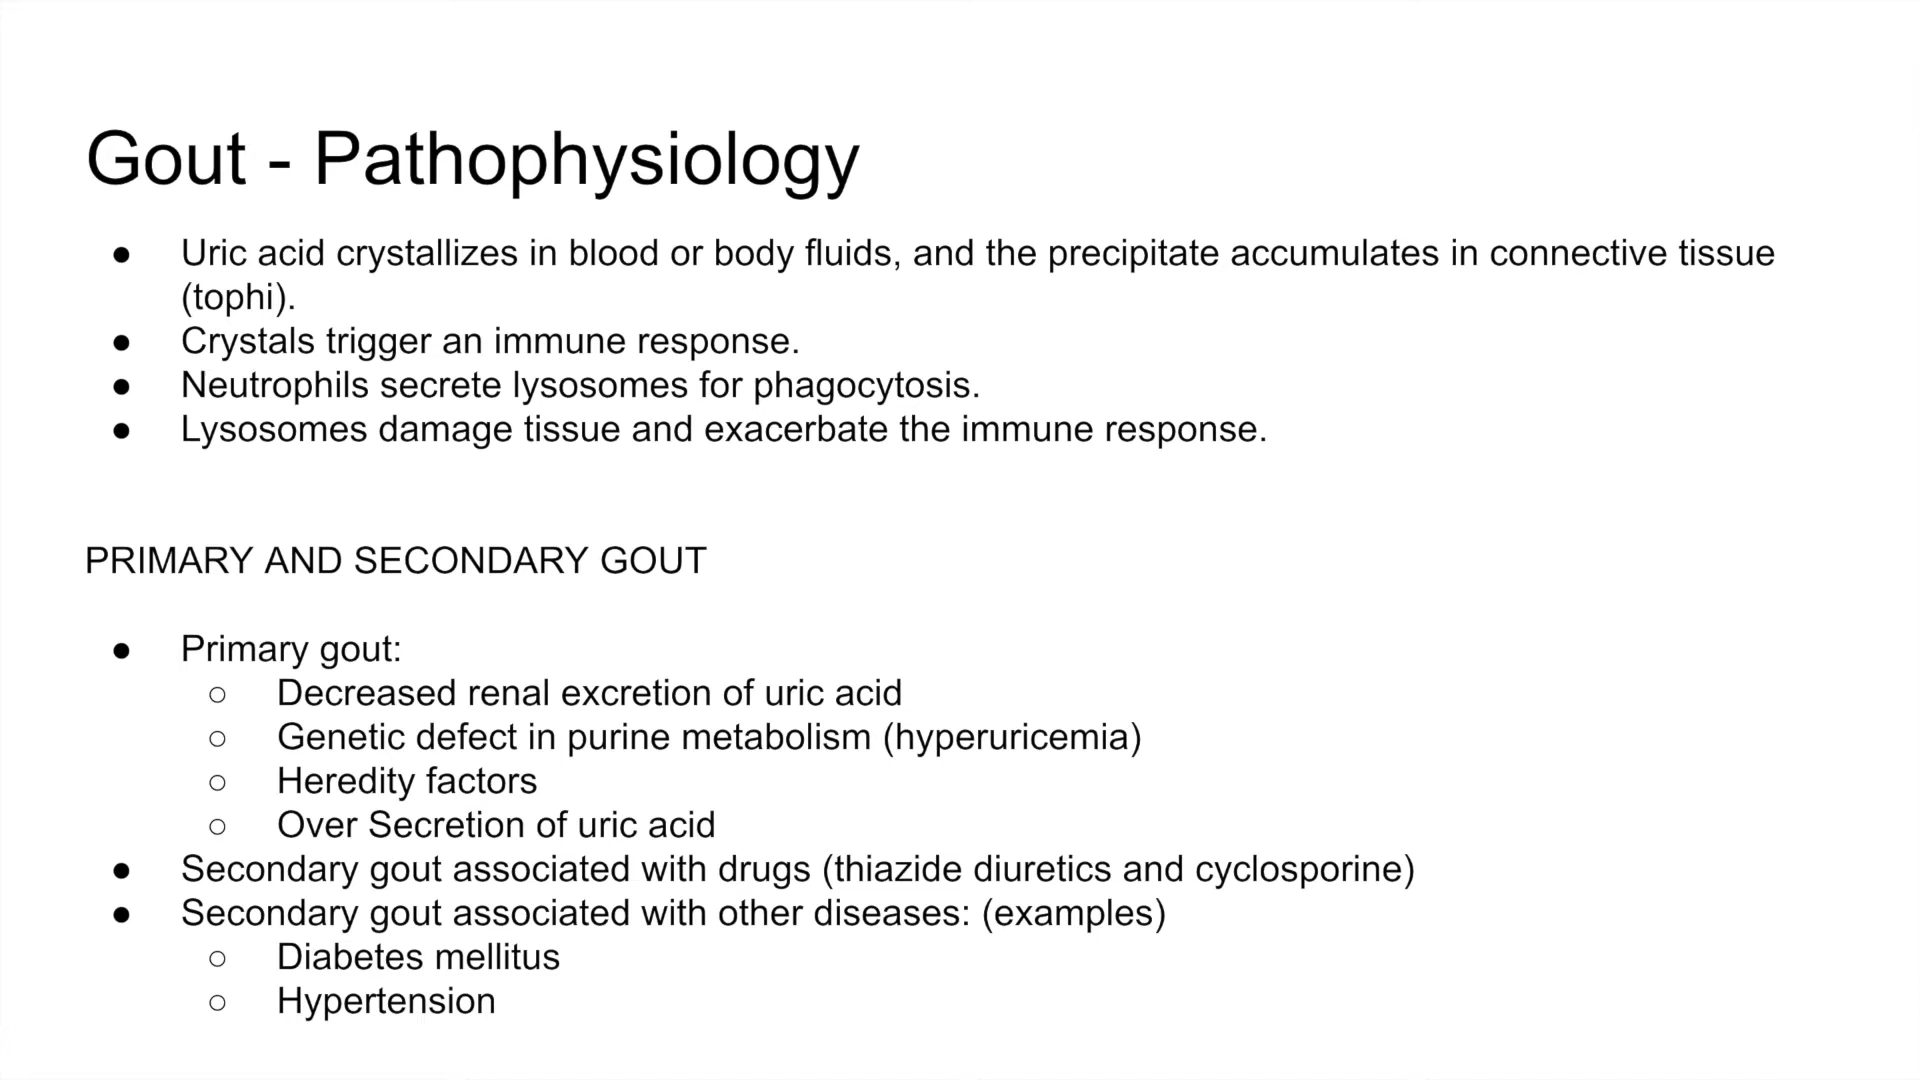 Gout - Pathophysiology
● Uric acid crystallizes in blood or body fluids, and the precipitate accumulates in connective tissue
(tophi).
● Crystals trigger an immune response.
● Neutrophils secrete lysosomes for phagocytosis.
● Lysosomes damage tissue and exacerbate the immune response.
PRIMARY AND SECONDARY GOUT
● Primary gout:
○ Decreased renal excretion of uric acid
○ Genetic defect in purine metabolism (hyperuricemia)
○ Heredity factors
○ Over Secretion of uric acid
● Secondary gout associated with drugs (thiazide diuretics and cyclosporine)
● Secondary gout associated with other diseases: (examples)
○ Diabetes mellitus
○ Hypertension